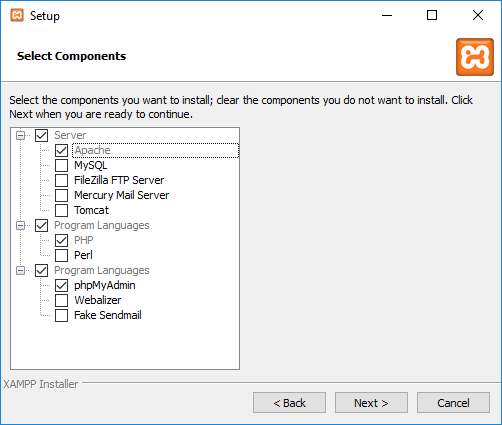 Setup
Select Components
Select the components you want to install; clear the components you do not want to install. Click
Next when you are ready to continue.
Server
Apache
MySQL
FileZilla FTP Server
Mercury Mail Server
Tomcat
Program Languages
PHP
Perl
Program Languages
phpMyAdmin
Webalizer
Fake Sendmail
XAMPP Installer
< Back
Next >
Cancel